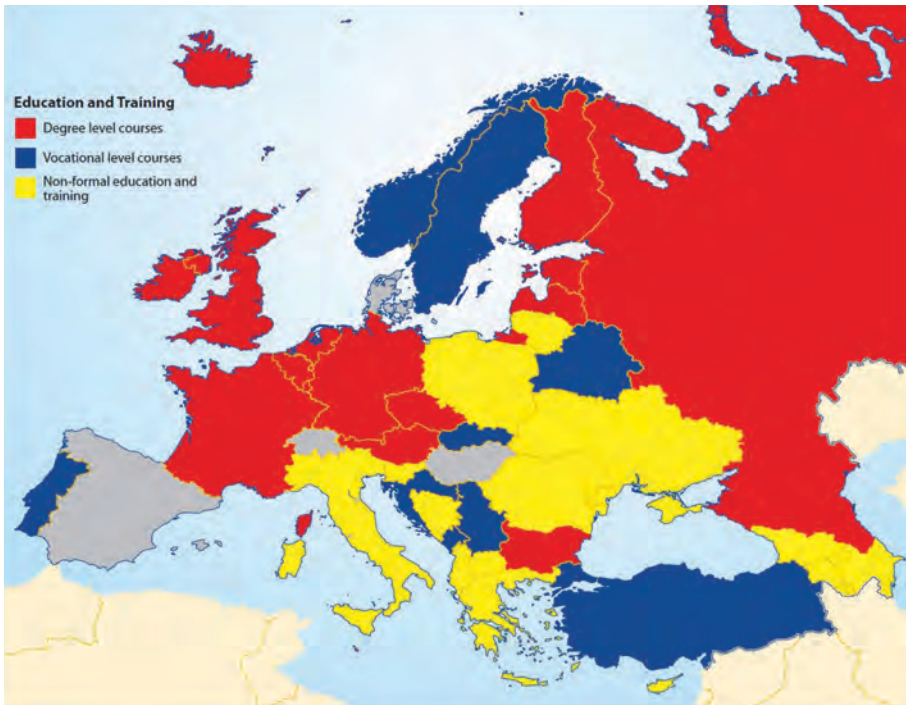 Education and Training
Degree level courses
Vocational level courses
Non-formal education and
training